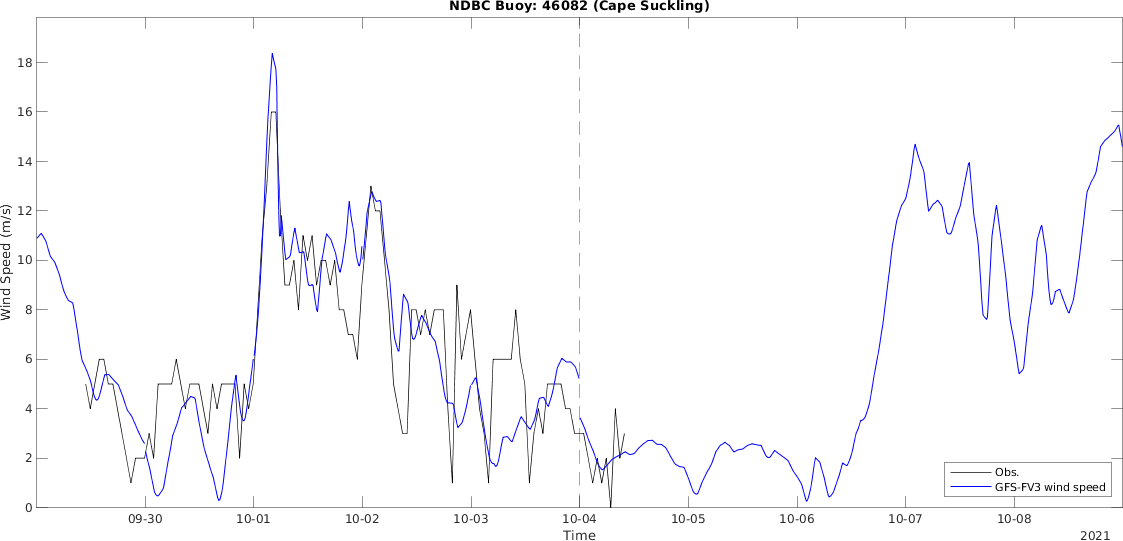 NDBC Buoy: 46082 (Cape Suckling)
18
16
14
12
10
8
6
4
2
0
Wind Speed (m/s)
Obs.
GFS-FV3 wind speed
09-30 10-01 10-02 10-03 10-04 10-05 10-06 10-07 10-08
Time
2021